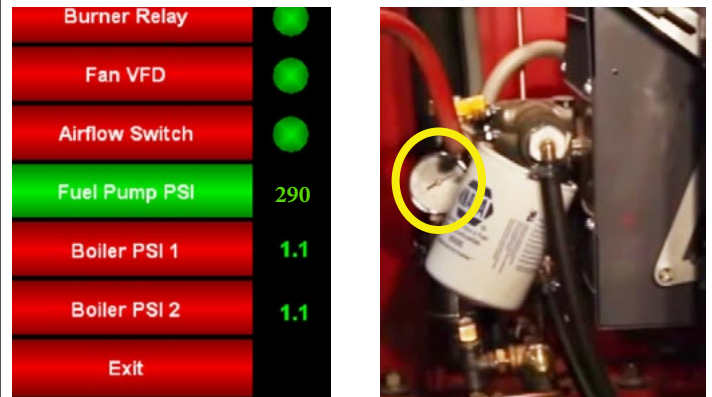 Burner Relay
Fan VFD
Airflow Switch
Fuel Pump PSI 290
Boiler PSI 1 1.1
Boiler PSI 2 1.1
Exit
NAPA